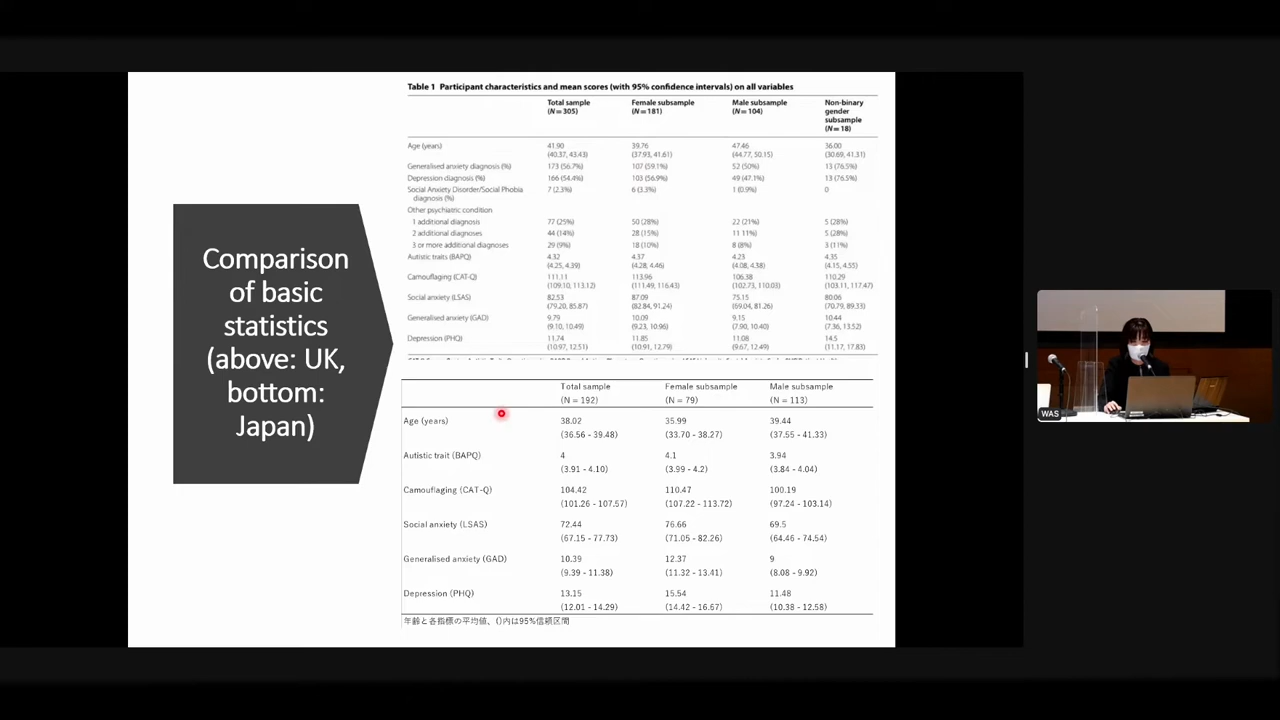 Comparison
of basic
statistics
(above: UK,
bottom:
Japan)
Table 1 Participant characteristics and mean scores (with 95% confidence intervals) on all variables
Total sample Female subsample Male subsample Non-binary
(N = 305) (N = 181) (N = 104) gender
subsample
(N = 18)
Age (years) 41.90 39.76 47.46 36.00
(40.37, 43.43) (37.93, 41.61) (44.77, 50.15) (30.69, 41.31)
Generalised anxiety diagnosis (%) 173 (56.7%) 107 (59.1%) 52 (50%) 13 (76.5%)
Depression diagnosis (%) 166 (54.4%) 103 (56.9%) 49 (47.1%) 13 (76.5%)
Social Anxiety Disorder/Social Phobia 7 (2.3%) 6 (3.3%) 1 (0.9%) 0
diagnosis (%)
Other psychiatric condition
1 additional diagnosis 77 (25%) 50 (28%) 22 (21%) 5 (28%)
2 additional diagnoses 44 (14%) 28 (15%) 11 11%) 5 (28%)
3 or more additional diagnoses 29 (9%) 18 (10%) 8 (8%) 3 (11%)
Autistic traits (BAPQ) 4.32 4.37 4.23 4.35
(4.25, 4.39) (4.28, 4.46) (4.08, 4.38) (4.15, 4.55)
Camouflaging (CAT-Q) 111.11 113.96 106.38 110.29
(109.10, 113.12) (111.49, 116.43) (102.73, 110.03) (103.11, 117.47)
Social anxiety (LSAS) 82.53 87.09 75.15 80.06
(79.20, 85.87) (82.84, 91.24) (69.04, 81.26) (70.79, 89.33)
Generalised anxiety (GAD) 9.79 10.09 9.15 10.44
(9.10, 10.49) (9.23, 10.96) (7.90, 10.40) (7.36, 13.52)
Depression (PHQ) 11.74 11.85 11.08 14.5
(10.97, 12.51) (10.91, 12.79) (9.67, 12.49) (11.17, 17.83)
Total sample Female subsample Male subsample
(N = 192) (N = 79) (N = 113)
Age (years) 38.02 35.99 39.44
(36.56 - 39.48) (33.70 - 38.27) (37.55 - 41.33)
Autistic trait (BAPQ) 4 4.1 3.94
(3.91 - 4.10) (3.99 - 4.2) (3.84 - 4.04)
Camouflaging (CAT-Q) 104.42 110.47 100.19
(101.26 - 107.57) (107.22 - 113.72) (97.24 - 103.14)
Social anxiety (LSAS) 72.44 76.66 69.5
(67.15 - 77.73) (71.05 - 82.26) (64.46 - 74.54)
Generalised anxiety (GAD) 10.39 12.37 9
(9.39 - 11.38) (11.32 - 13.41) (8.08 - 9.92)
Depression (PHQ) 13.15 15.54 11.48
(12.01 - 14.29) (14.42 - 16.67) (10.38 - 12.58)
年齢と各指標の平均値、()内は95%信頼区間
WAS